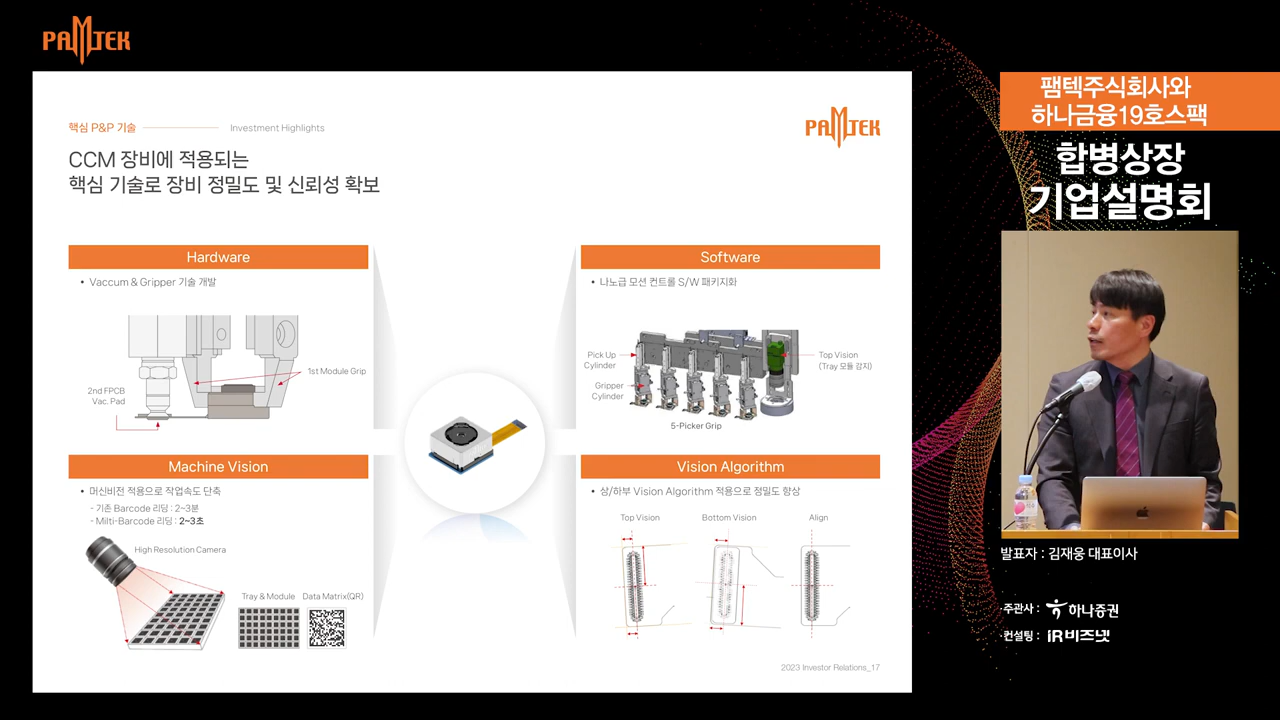 PAMTEK
핵심 P&P 기술
Investment Highlights
PAMTEK
CCM 장비에 적용되는
핵심 기술로 장비 정밀도 및 신뢰성 확보
Hardware
• Vaccum & Gripper 기술 개발
1st Module Grip
2nd FPCB
Vac. Pad
Software
• 나노급 모션 컨트롤 S/W 패키지화
Pick Up
Cylinder
Gripper
Cylinder
Top Vision
(Tray 모듈 감지)
5-Picker Grip
Machine Vision
• 머신비전 적용으로 작업속도 단축
- 기존 Barcode 리딩 : 2~3분
- Milti-Barcode 리딩 : 2~3초
High Resolution Camera
Tray & Module
Data Matrix(QR)
Vision Algorithm
• 상/하부 Vision Algorithm 적용으로 정밀도 향상
Top Vision
Bottom Vision
Align
2023 Investor Relations_17
팸텍주식회사와
하나금융19호스팩
합병상장
기업설명회
발표자 : 김재웅 대표이사
주관사 : 하나증권
컨설팅 : IR비즈넷